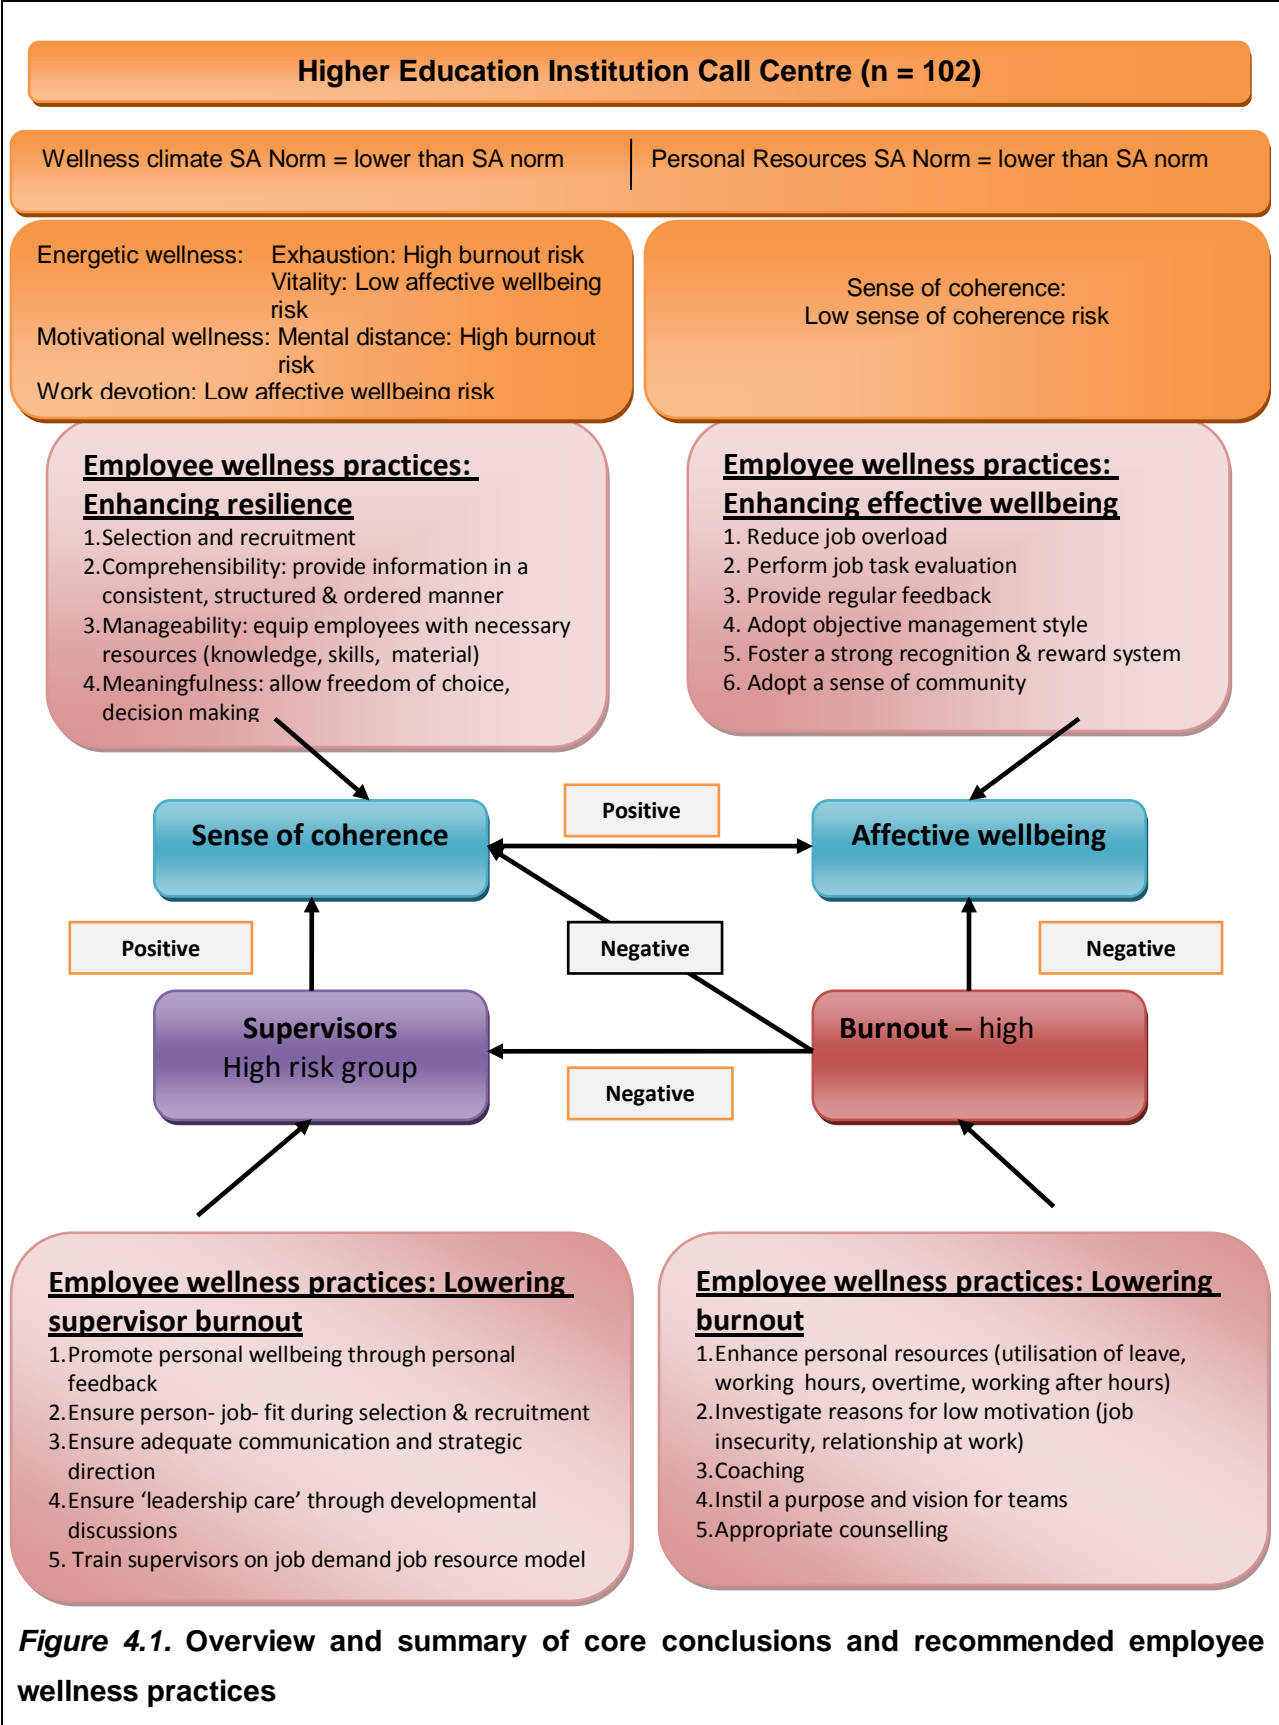 Higher Education Institution Call Centre (n = 102)
Wellness climate SA Norm = lower than SA norm
Personal Resources SA Norm = lower than SA norm
Energetic wellness: Exhaustion: High burnout risk
Vitality: Low affective wellbeing
risk
Motivational wellness: Mental distance: High burnout
risk
Work devotion: Low affective wellbeing risk
Sense of coherence:
Low sense of coherence risk
Employee wellness practices:
Enhancing resilience
1.Selection and recruitment
2.Comprehensibility: provide information in a
consistent, structured & ordered manner
3.Manageability: equip employees with necessary
resources (knowledge, skills, material)
4.Meaningfulness: allow freedom of choice,
decision making
Employee wellness practices:
Enhancing effective wellbeing
1. Reduce job overload
2. Perform job task evaluation
3. Provide regular feedback
4. Adopt objective management style
5. Foster a strong recognition & reward system
6. Adopt a sense of community
Positive
Sense of coherence
Affective wellbeing
Positive
Negative
Negative
Supervisors
High risk group
Burnout – high
Negative
Employee wellness practices: Lowering
supervisor burnout
1.Promote personal wellbeing through personal
feedback
2.Ensure person- job- fit during selection & recruitment
3.Ensure adequate communication and strategic
direction
4.Ensure ‘leadership care’ through developmental
discussions
5. Train supervisors on job demand job resource model
Employee wellness practices: Lowering
burnout
1.Enhance personal resources (utilisation of leave,
working hours, overtime, working after hours)
2.Investigate reasons for low motivation (job
insecurity, relationship at work)
3.Coaching
4.Instil a purpose and vision for teams
5.Appropriate counselling
Figure 4.1. Overview and summary of core conclusions and recommended employee
wellness practices